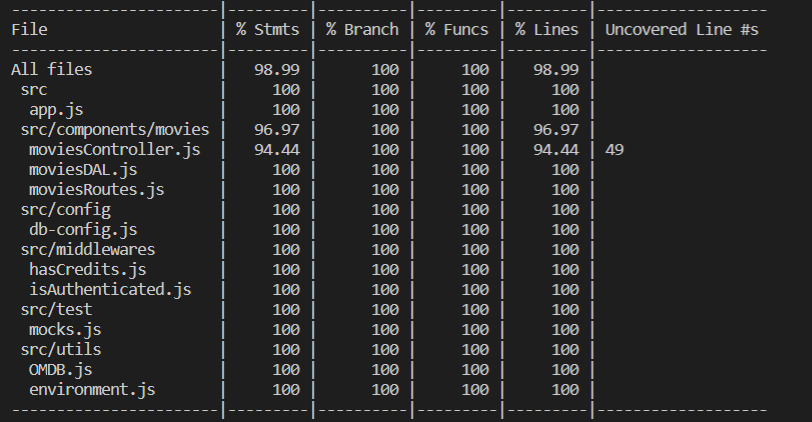 -----------------------|---------|----------|---------|---------|-------------------
File                   | % Stmts | % Branch | % Funcs | % Lines | Uncovered Line #s
-----------------------|---------|----------|---------|---------|-------------------
All files              |   98.99 |      100 |     100 |   98.99 |
 src                   |     100 |      100 |     100 |     100 |
  app.js               |     100 |      100 |     100 |     100 |
 src/components/movies |   96.97 |      100 |     100 |   96.97 |
  moviesController.js  |   94.44 |      100 |     100 |   94.44 | 49
  moviesDAL.js         |     100 |      100 |     100 |     100 |
  moviesRoutes.js      |     100 |      100 |     100 |     100 |
 src/config            |     100 |      100 |     100 |     100 |
  db-config.js         |     100 |      100 |     100 |     100 |
 src/middlewares       |     100 |      100 |     100 |     100 |
  hasCredits.js        |     100 |      100 |     100 |     100 |
  isAuthenticated.js   |     100 |      100 |     100 |     100 |
 src/test              |     100 |      100 |     100 |     100 |
  mocks.js             |     100 |      100 |     100 |     100 |
 src/utils             |     100 |      100 |     100 |     100 |
  OMDB.js              |     100 |      100 |     100 |     100 |
  environment.js       |     100 |      100 |     100 |     100 |
-----------------------|---------|----------|---------|---------|-------------------